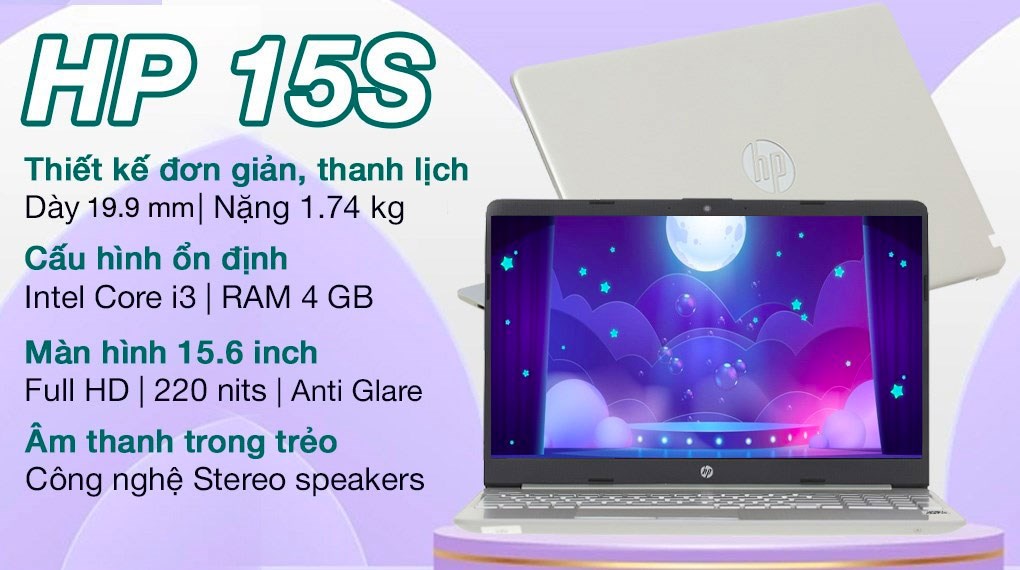 HP 15S
Thiết kế đơn giản, thanh lịch
Dày 19.9 mm| Nặng 1.74 kg
Cấu hình ổn định
Intel Core i3 | RAM 4 GB
Màn hình 15.6 inch
Full HD | 220 nits | Anti Glare
Âm thanh trong trẻo
Công nghệ Stereo speakers
hp
hp